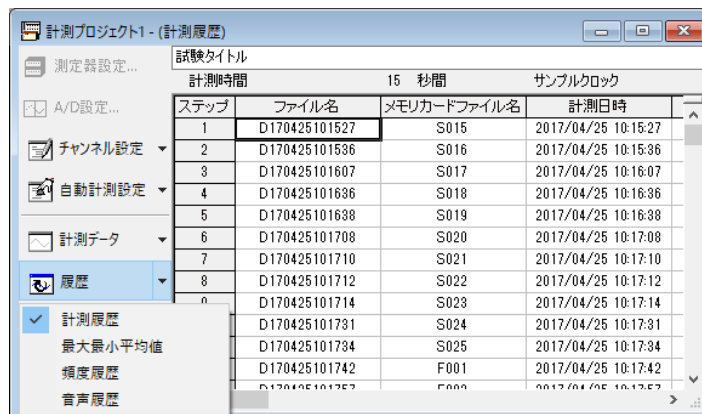 計測プロジェクト1 - (計測履歴)
測定器設定...
A/D設定...
チャンネル設定
自動計測設定
計測データ
履歴
計測履歴
最大最小平均値
頻度履歴
音声履歴
試験タイトル
計測時間 15 秒間 サンプルクロック
ステップ ファイル名 メモリカードファイル名 計測日時
1 D170425101527 S015 2017/04/25 10:15:27
2 D170425101536 S016 2017/04/25 10:15:36
3 D170425101607 S017 2017/04/25 10:16:07
4 D170425101636 S018 2017/04/25 10:16:36
5 D170425101638 S019 2017/04/25 10:16:38
6 D170425101708 S020 2017/04/25 10:17:08
7 D170425101710 S021 2017/04/25 10:17:10
8 D170425101712 S022 2017/04/25 10:17:12
9 D170425101714 S023 2017/04/25 10:17:14
D170425101731 S024 2017/04/25 10:17:31
D170425101734 S025 2017/04/25 10:17:34
D170425101742 F001 2017/04/25 10:17:42
D170425101757 F002 2017/04/25 10:17:57